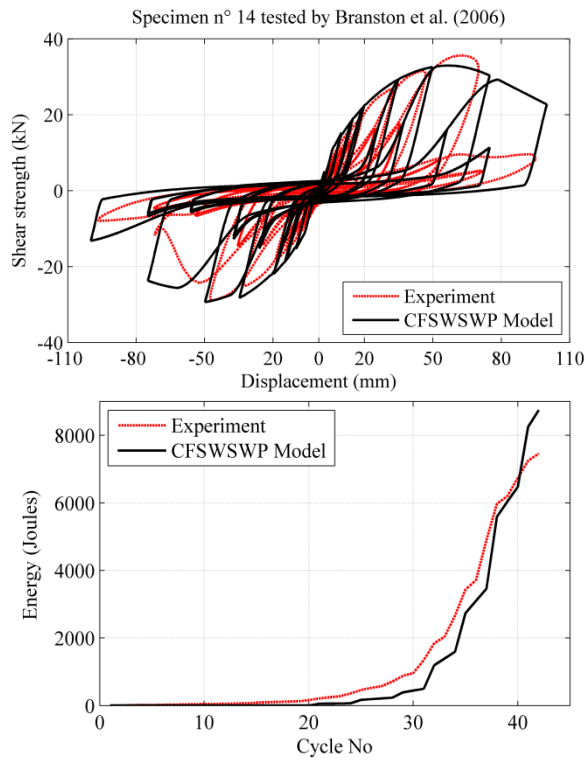 Specimen n° 14 tested by Branston et al. (2006)
40
20
0
-20
-40
Shear strength (kN)
Experiment
CFSWSWP Model
-110 -80 -50 20 0 20 50 80 110
Displacement (mm)
Experiment
CFSWSWP Model
8000
6000
4000
2000
0
Energy (Joules)
0 10 20 30 40
Cycle No